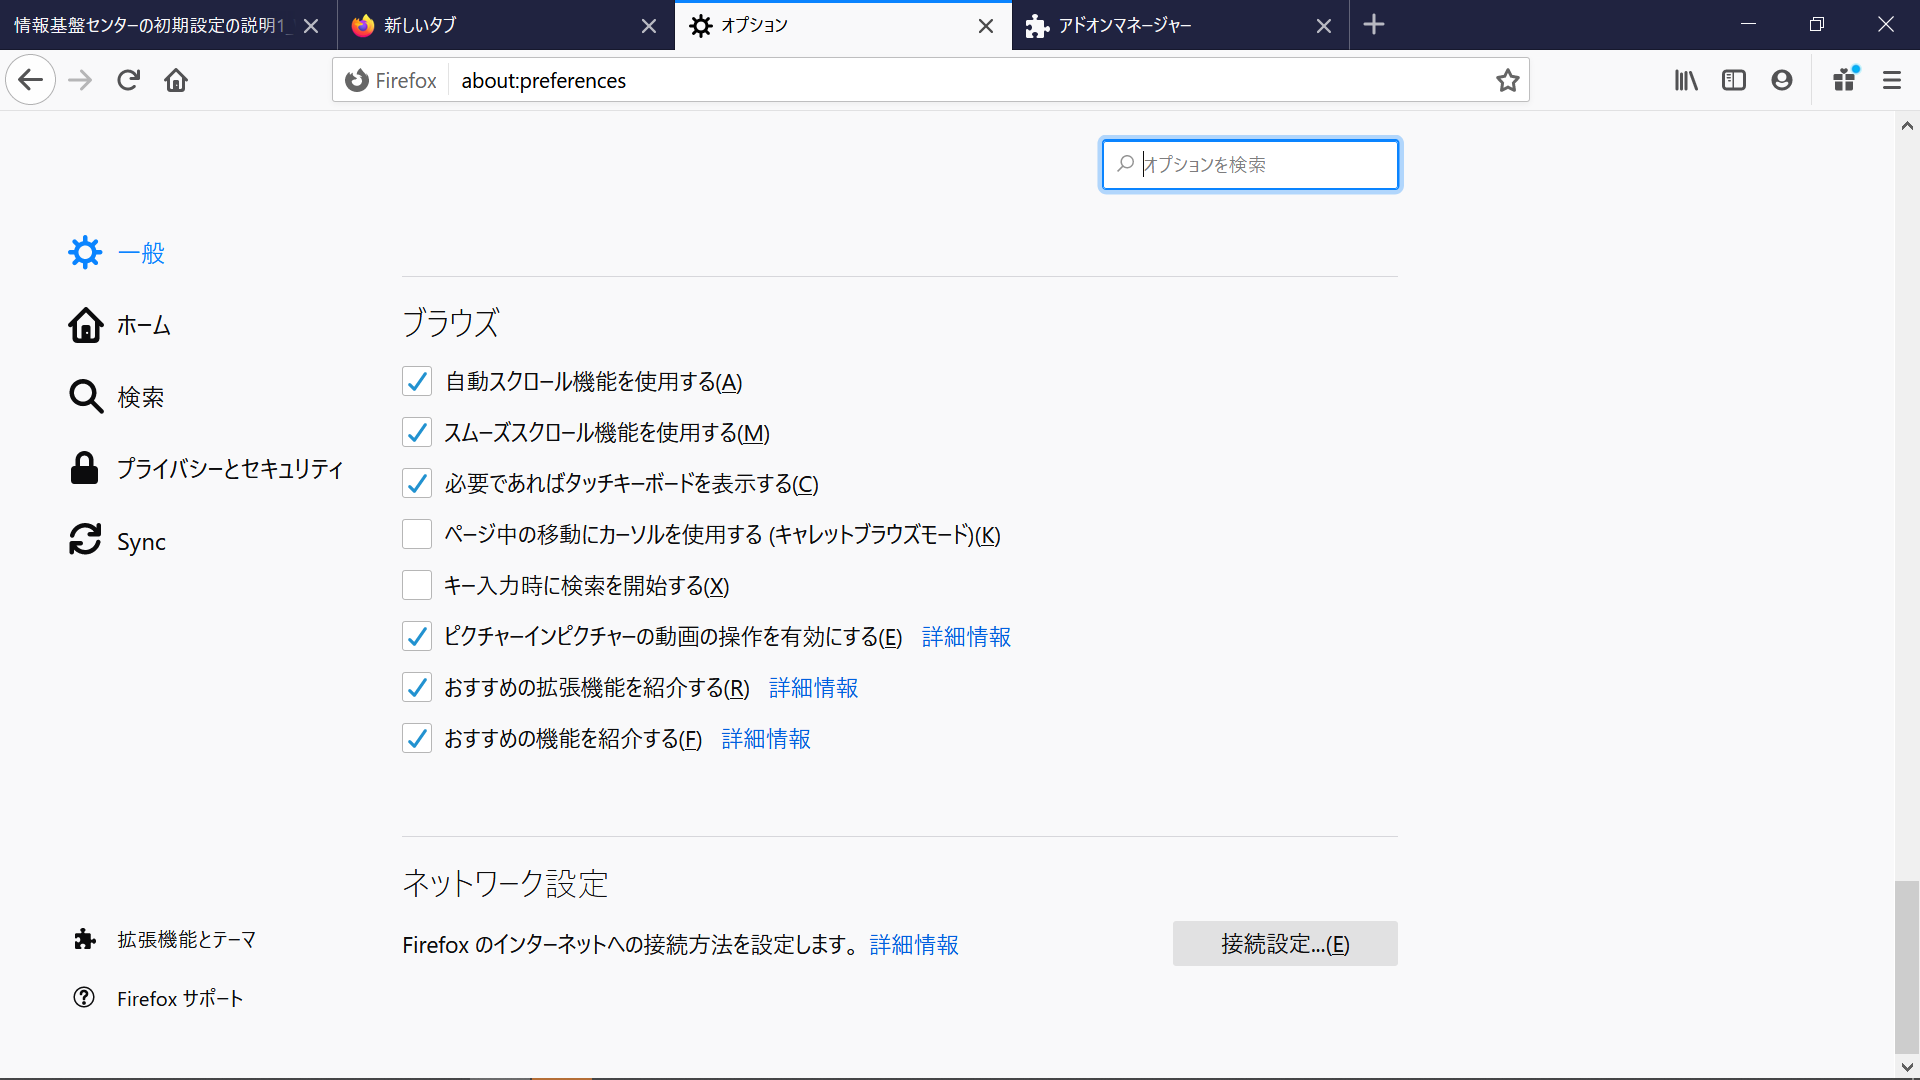 情報基盤センターの初期設定の説明1_
新しいタブ
オプション
アドオンマネージャー
Firefox
about:preferences
オプションを検索
一般
ホーム
検索
プライバシーとセキュリティ
Sync
ブラウズ
自動スクロール機能を使用する(A)
スムーズスクロール機能を使用する(M)
必要であればタッチキーボードを表示する(C)
ページ中の移動にカーソルを使用する (キャレットブラウズモード)(K)
キー入力時に検索を開始する(X)
ピクチャーインピクチャーの動画の操作を有効にする(E) 詳細情報
おすすめの拡張機能を紹介する(R) 詳細情報
おすすめの機能を紹介する(F) 詳細情報
ネットワーク設定
Firefox のインターネットへの接続方法を設定します。 詳細情報
接続設定...(E)
拡張機能とテーマ
Firefox サポート